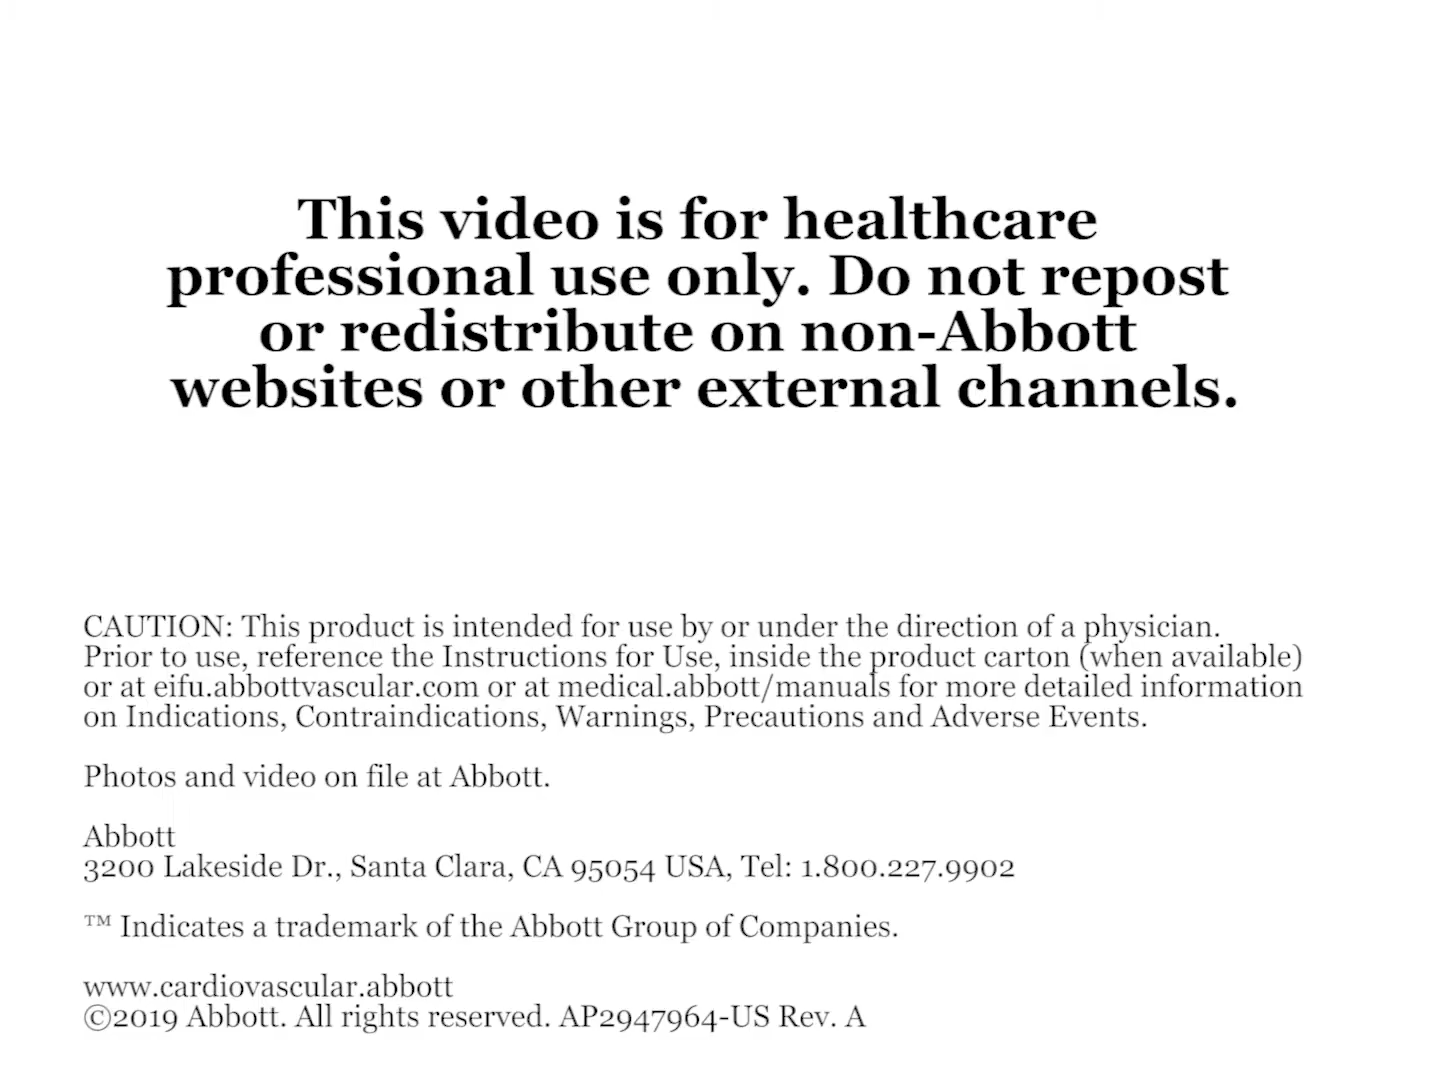 This video is for healthcare
professional use only. Do not repost
or redistribute on non-Abbott
websites or other external channels.
CAUTION: This product is intended for use by or under the direction of a physician.
Prior to use, reference the Instructions for Use, inside the product carton (when available)
or at eifu.abbottvascular.com or at medical.abbott/manuals for more detailed information
on Indications, Contraindications, Warnings, Precautions and Adverse Events.
Photos and video on file at Abbott.
Abbott
3200 Lakeside Dr., Santa Clara, CA 95054 USA, Tel: 1.800.227.9902
™ Indicates a trademark of the Abbott Group of Companies.
www.cardiovascular.abbott
©2019 Abbott. All rights reserved. AP2947964-US Rev. A